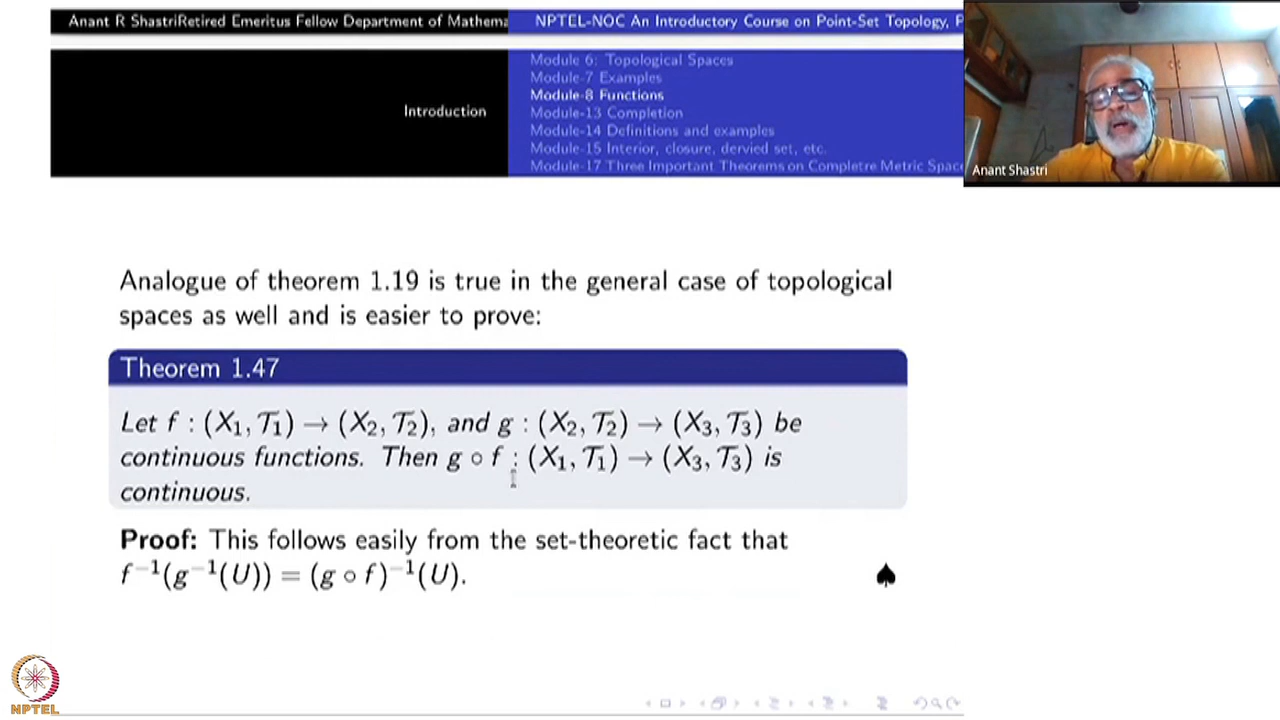 Anant R ShastriRetired Emeritus Fellow Department of Mathema
NPTEL-NOC An Introductory Course on Point-Set Topology, P
Introduction
Module 6: Topological Spaces
Module-7 Examples
Module-8 Functions
Module-13 Completion
Module-14 Definitions and examples
Module-15 Interior, closure, dervied set, etc.
Module-17 Three Important Theorems on Completre Metric Space
Anant Shastri
Analogue of theorem 1.19 is true in the general case of topological
spaces as well and is easier to prove:
Theorem 1.47
Let f : (X₁, 𝒯₁) → (X₂, 𝒯₂), and g : (X₂, 𝒯₂) → (X₃, 𝒯₃) be
continuous functions. Then g ∘ f : (X₁, 𝒯₁) → (X₃, 𝒯₃) is
continuous.
Proof: This follows easily from the set-theoretic fact that
f⁻¹(g⁻¹(U)) = (g ∘ f)⁻¹(U).
NPTEL